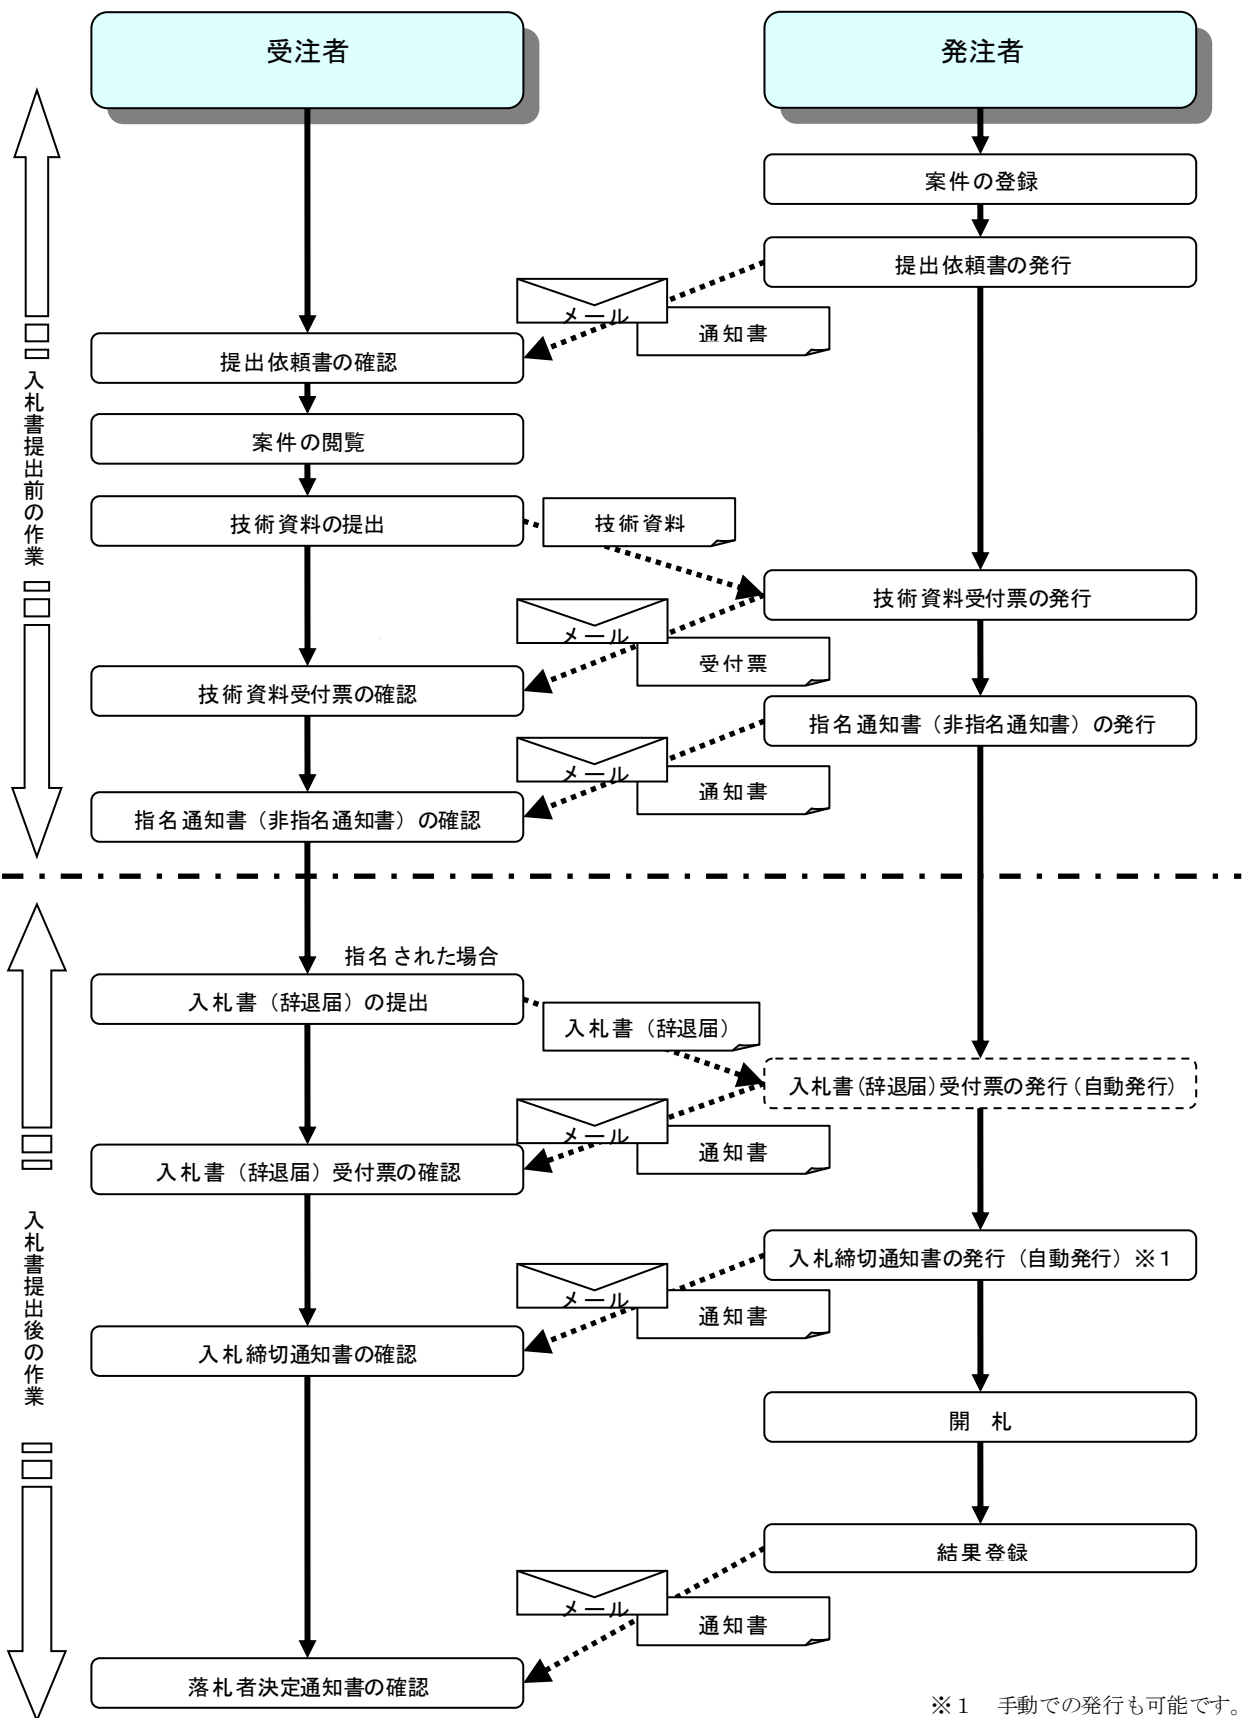 受注者
発注者
案件の登録
提出依頼書の発行
メール
通知書
提出依頼書の確認
案件の閲覧
技術資料の提出
技術資料
技術資料受付票の発行
メール
受付票
技術資料受付票の確認
指名通知書（非指名通知書）の発行
メール
通知書
指名通知書（非指名通知書）の確認
入札書提出前の作業
指名された場合
入札書（辞退届）の提出
入札書（辞退届）
入札書(辞退届)受付票の発行(自動発行)
メール
通知書
入札書（辞退届）受付票の確認
入札締切通知書の発行（自動発行）※１
メール
通知書
入札締切通知書の確認
開　札
結果登録
メール
通知書
落札者決定通知書の確認
入札書提出後の作業
※１　手動での発行も可能です。